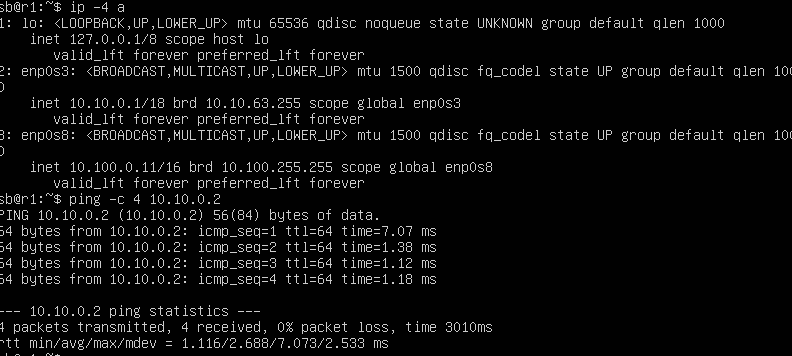 sb@r1:~$ ip -4 a
1: lo: <LOOPBACK,UP,LOWER_UP> mtu 65536 qdisc noqueue state UNKNOWN group default qlen 1000
    inet 127.0.0.1/8 scope host lo
       valid_lft forever preferred_lft forever
2: enp0s3: <BROADCAST,MULTICAST,UP,LOWER_UP> mtu 1500 qdisc fq_codel state UP group default qlen 100
0
    inet 10.10.0.1/18 brd 10.10.63.255 scope global enp0s3
       valid_lft forever preferred_lft forever
3: enp0s8: <BROADCAST,MULTICAST,UP,LOWER_UP> mtu 1500 qdisc fq_codel state UP group default qlen 100
0
    inet 10.100.0.11/16 brd 10.100.255.255 scope global enp0s8
       valid_lft forever preferred_lft forever
sb@r1:~$ ping -c 4 10.10.0.2
PING 10.10.0.2 (10.10.0.2) 56(84) bytes of data.
64 bytes from 10.10.0.2: icmp_seq=1 ttl=64 time=7.07 ms
64 bytes from 10.10.0.2: icmp_seq=2 ttl=64 time=1.38 ms
64 bytes from 10.10.0.2: icmp_seq=3 ttl=64 time=1.12 ms
64 bytes from 10.10.0.2: icmp_seq=4 ttl=64 time=1.18 ms

--- 10.10.0.2 ping statistics ---
4 packets transmitted, 4 received, 0% packet loss, time 3010ms
rtt min/avg/max/mdev = 1.116/2.688/7.073/2.533 ms